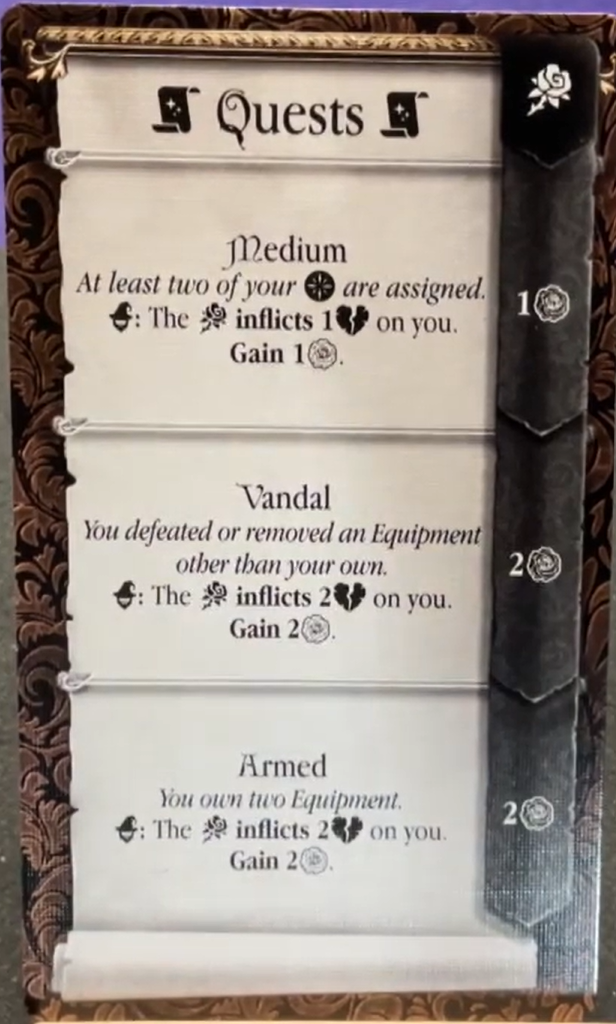 Quests
Medium
At least two of your are assigned.
: The inflicts 1 on you.
Gain 1.
1
Vandal
You defeated or removed an Equipment
other than your own.
: The inflicts 2 on you.
Gain 2.
2
Armed
You own two Equipment.
: The inflicts 2 on you.
Gain 2.
2